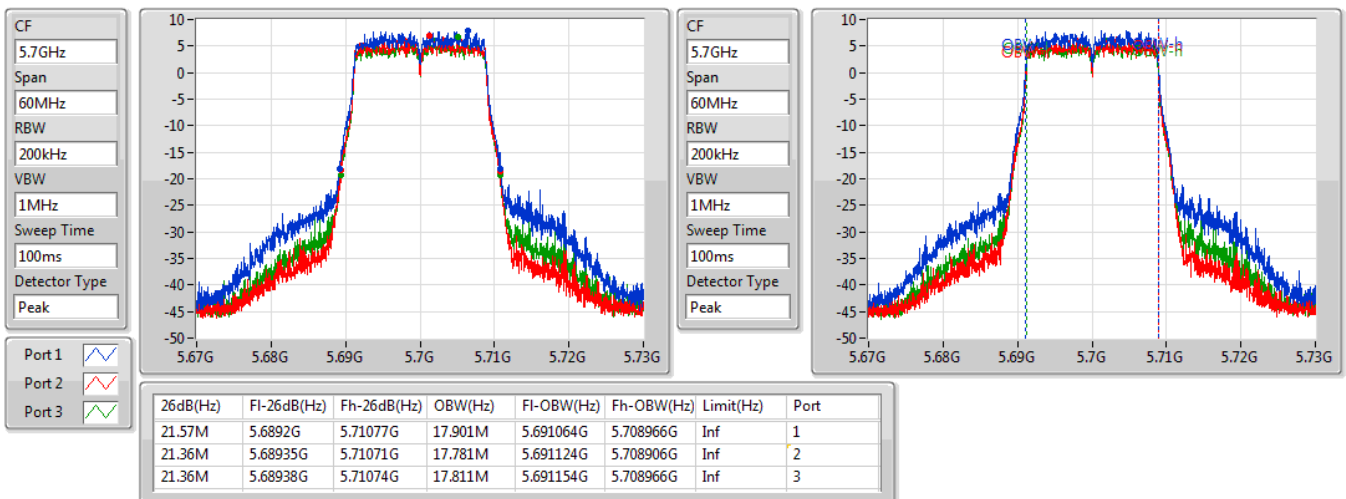 CF
5.7GHz
Span
60MHz
RBW
200kHz
VBW
1MHz
Sweep Time
100ms
Detector Type
Peak
10-
5-
0-
-5-
-10-
-15-
-20-
-25-
-30-
-35-
-40-
-45-
-50-
5.67G 5.68G 5.69G 5.7G 5.71G 5.72G 5.73G
CF
5.7GHz
Span
60MHz
RBW
200kHz
VBW
1MHz
Sweep Time
100ms
Detector Type
Peak
10-
5-
0-
-5-
-10-
-15-
-20-
-25-
-30-
-35-
-40-
-45-
-50-
5.67G 5.68G 5.69G 5.7G 5.71G 5.72G 5.73G
Port 1
Port 2
Port 3
26dB(Hz) Fl-26dB(Hz) Fh-26dB(Hz) OBW(Hz) Fl-OBW(Hz) Fh-OBW(Hz) Limit(Hz) Port
21.57M 5.6892G 5.71077G 17.901M 5.691064G 5.708966G Inf 1
21.36M 5.68935G 5.71071G 17.781M 5.691124G 5.708906G Inf 2
21.36M 5.68938G 5.71074G 17.811M 5.691154G 5.708966G Inf 3